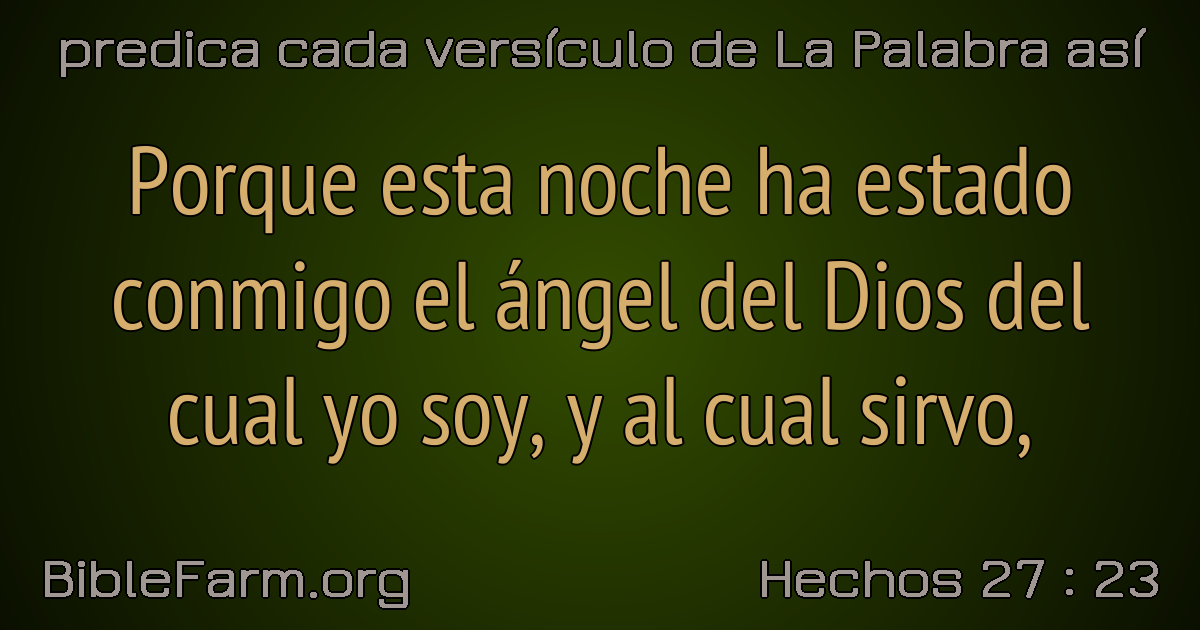 predica cada versículo de La Palabra así
Porque esta noche ha estado
conmigo el ángel del Dios del
cual yo soy, y al cual sirvo,
BibleFarm.org
Hechos 27 : 23